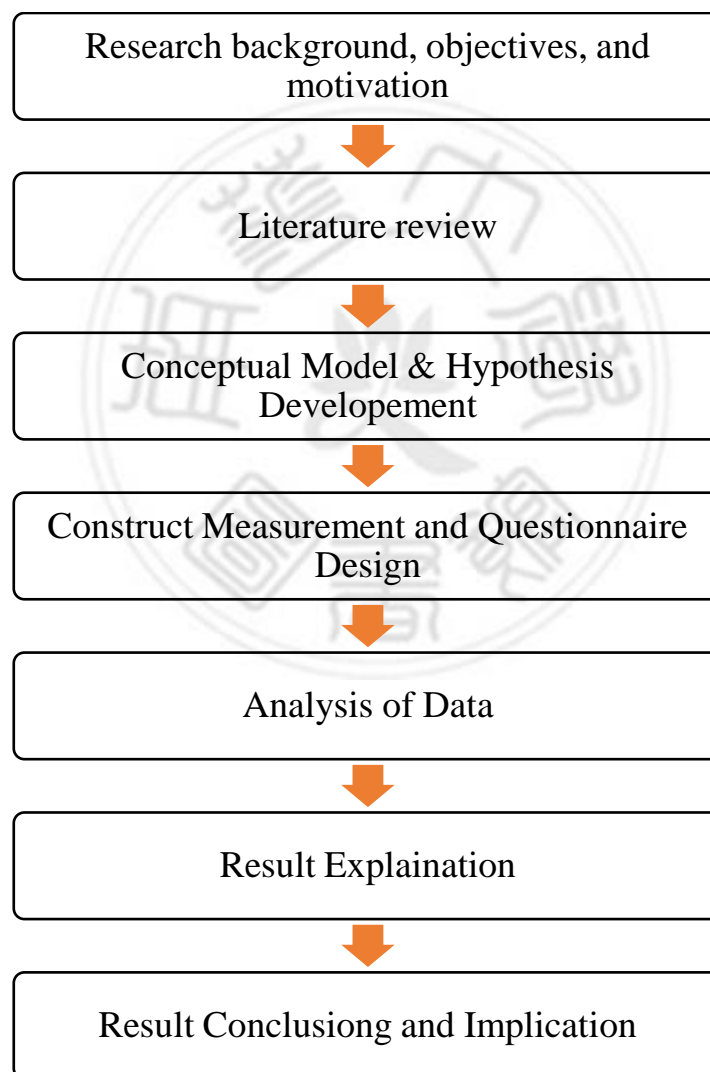 Research background, objectives, and
motivation
Literature review
Conceptual Model & Hypothesis
Developement
Construct Measurement and Questionnaire
Design
Analysis of Data
Result Explaination
Result Conclusiong and Implication